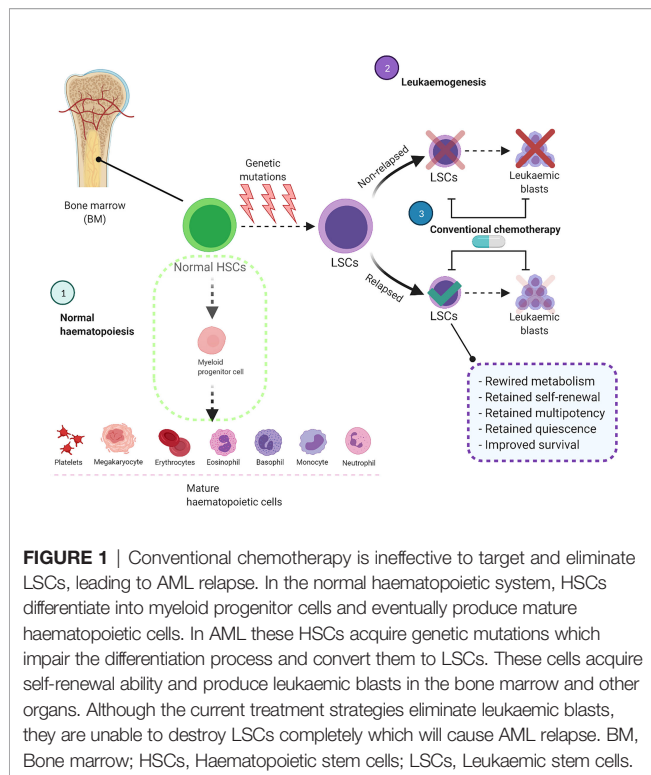 2
Leukaemogenesis
Genetic
mutations
Non-relapsed
LSCs
Leukaemic
blasts
Bone marrow
(BM)
3
Conventional chemotherapy
Normal HSCs
LSCs
Relapsed
LSCs
Leukaemic
blasts
1
Normal
haematopoiesis
Myeloid
progenitor cell
- Rewired metabolism
- Retained self-renewal
- Retained multipotency
- Retained quiescence
- Improved survival
Platelets Megakaryocyte Erythrocytes Eosinophil Basophil Monocyte Neutrophil
Mature
haematopoietic cells
FIGURE 1 | Conventional chemotherapy is ineffective to target and eliminate
LSCs, leading to AML relapse. In the normal haematopoietic system, HSCs
differentiate into myeloid progenitor cells and eventually produce mature
haematopoietic cells. In AML these HSCs acquire genetic mutations which
impair the differentiation process and convert them to LSCs. These cells acquire
self-renewal ability and produce leukaemic blasts in the bone marrow and other
organs. Although the current treatment strategies eliminate leukaemic blasts,
they are unable to destroy LSCs completely which will cause AML relapse. BM,
Bone marrow; HSCs, Haematopoietic stem cells; LSCs, Leukaemic stem cells.